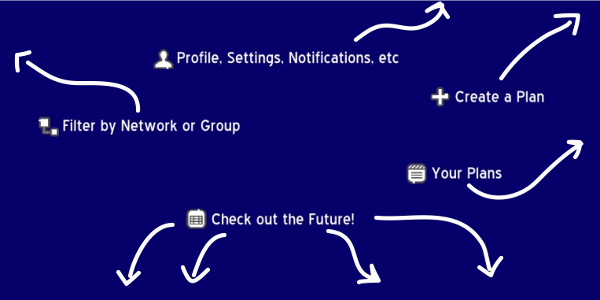 Profile, Settings, Notifications, etc
Create a Plan
Filter by Network or Group
Your Plans
Check out the Future!